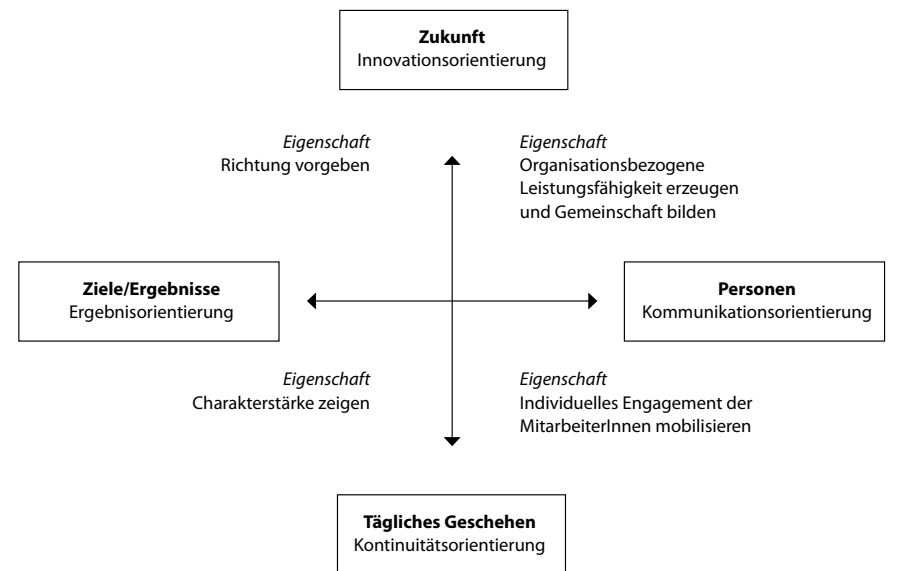 Zukunft
Innovationsorientierung
Eigenschaft
Richtung vorgeben
Eigenschaft
Organisationsbezogene
Leistungsfähigkeit erzeugen
und Gemeinschaft bilden
Ziele/Ergebnisse
Ergebnisorientierung
Personen
Kommunikationsorientierung
Eigenschaft
Charakterstärke zeigen
Eigenschaft
Individuelles Engagement der
MitarbeiterInnen mobilisieren
Tägliches Geschehen
Kontinuitätsorientierung